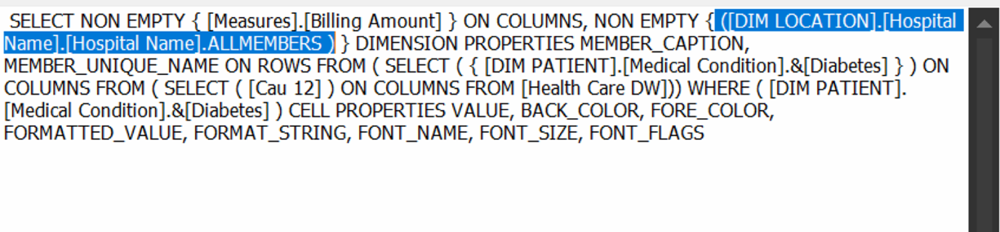 SELECT NON EMPTY { [Measures].[Billing Amount] } ON COLUMNS, NON EMPTY { ([DIM LOCATION].[Hospital
Name].[Hospital Name].ALLMEMBERS ) } DIMENSION PROPERTIES MEMBER_CAPTION,
MEMBER_UNIQUE_NAME ON ROWS FROM ( SELECT ( { [DIM PATIENT].[Medical Condition].&[Diabetes] } ) ON
COLUMNS FROM ( SELECT ( [Cau 12] ) ON COLUMNS FROM [Health Care DW])) WHERE ( [DIM PATIENT].
[Medical Condition].&[Diabetes] ) CELL PROPERTIES VALUE, BACK_COLOR, FORE_COLOR,
FORMATTED_VALUE, FORMAT_STRING, FONT_NAME, FONT_SIZE, FONT_FLAGS